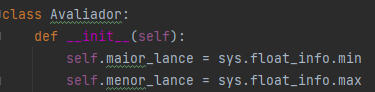 class Avaliador:
    def __init__(self):
        self.maior_lance = sys.float_info.min
        self.menor_lance = sys.float_info.max